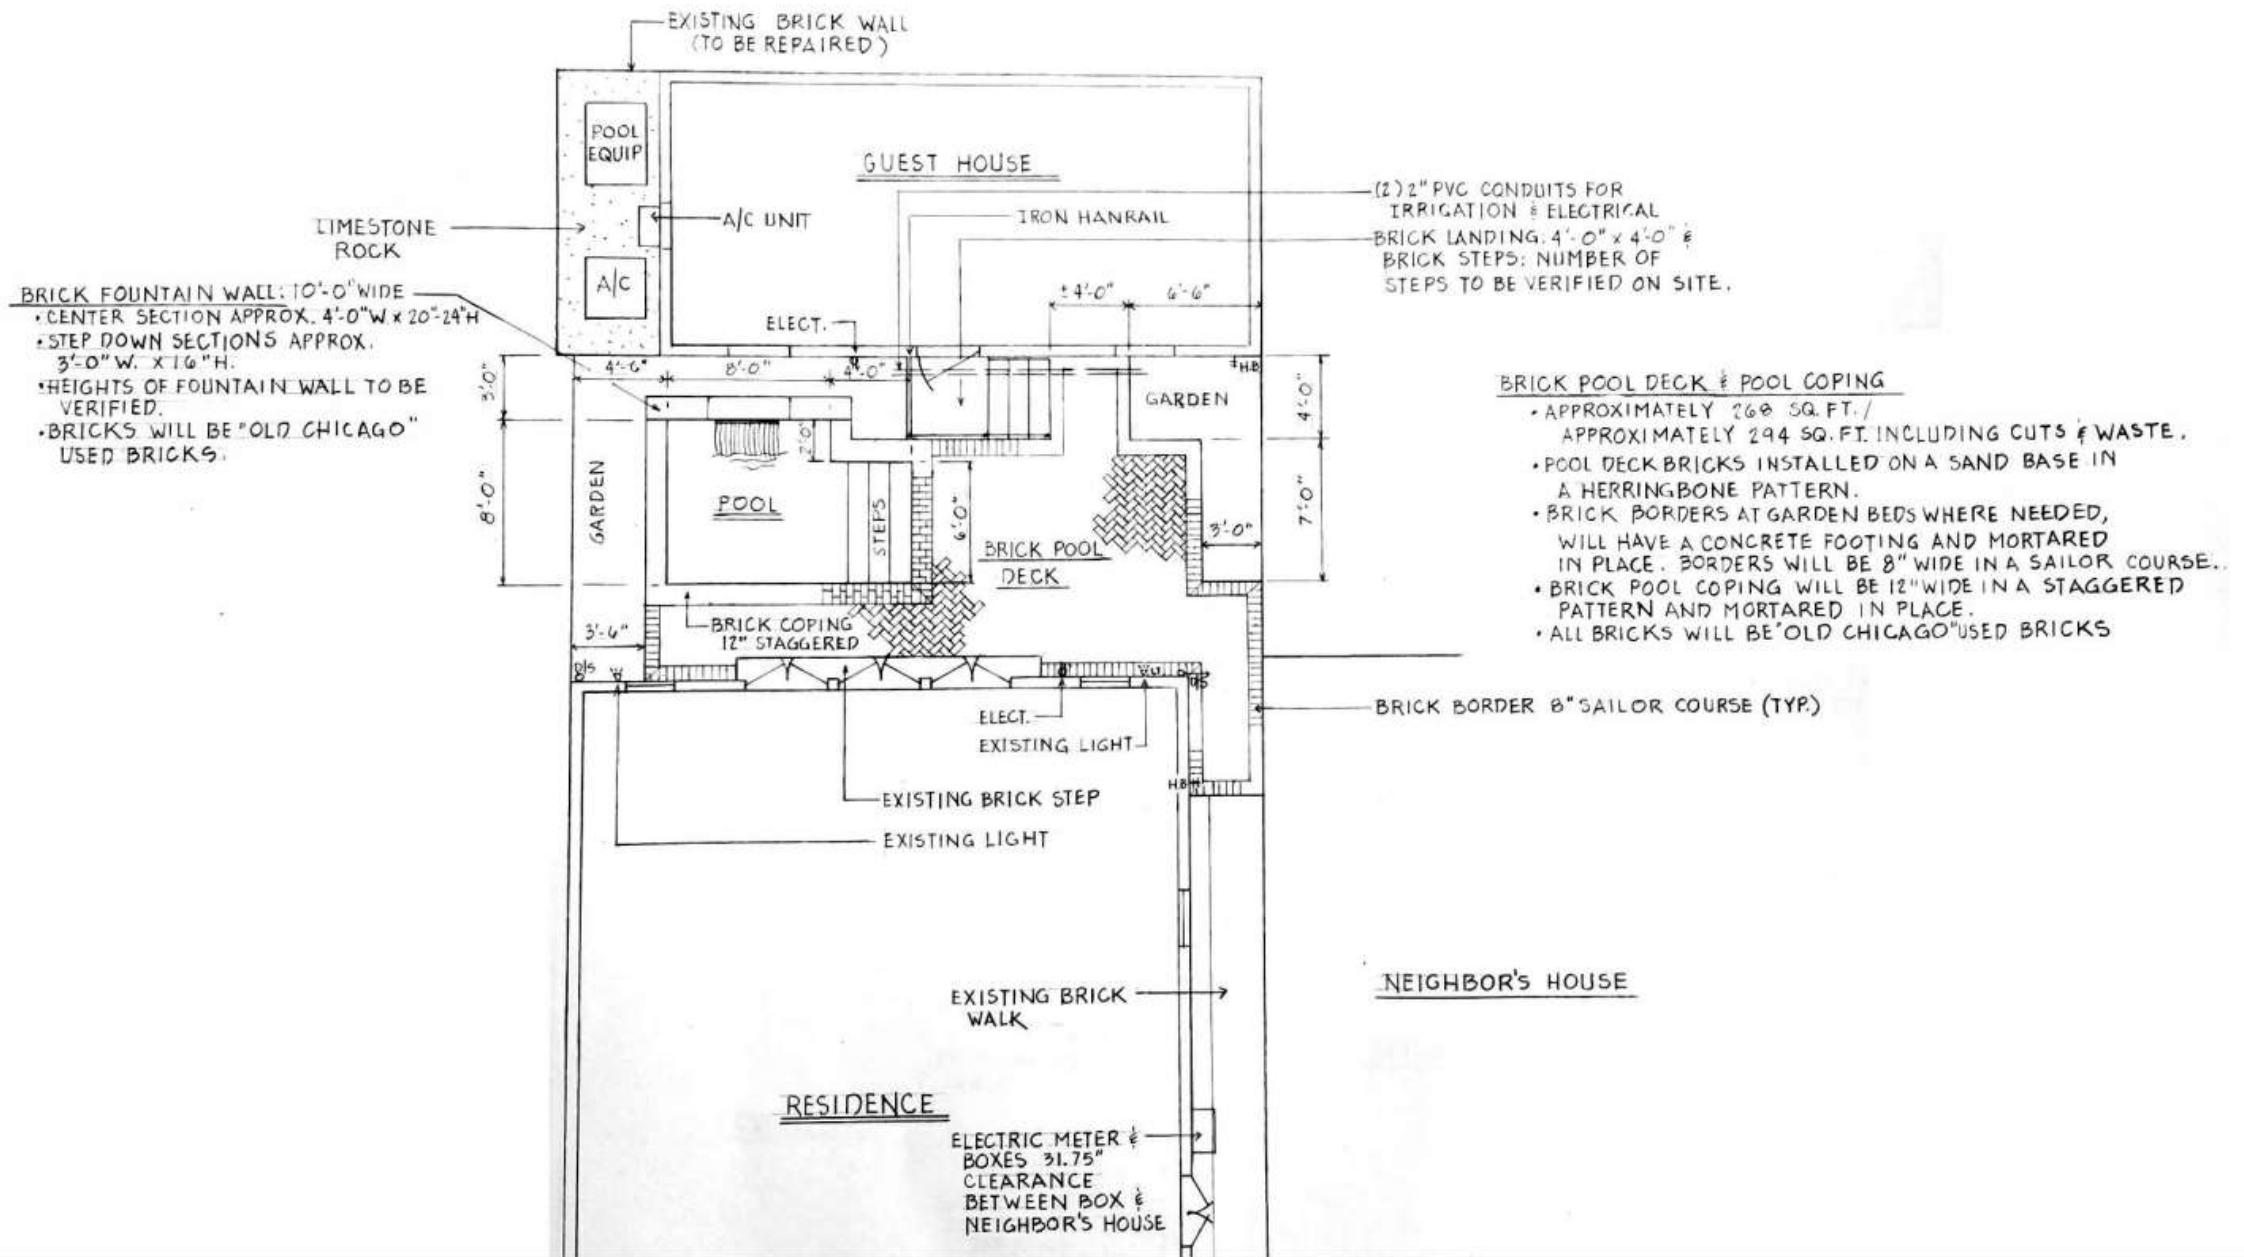 EXISTING BRICK WALL
(TO BE REPAIRED)
POOL
EQUIP
GUEST HOUSE
(2) 2" PVC CONDUITS FOR
IRRIGATION & ELECTRICAL
A/C UNIT
IRON HANRAIL
LIMESTONE
ROCK
BRICK LANDING: 4'-0" x 4'-0" &
BRICK STEPS: NUMBER OF
STEPS TO BE VERIFIED ON SITE.
A/C
BRICK FOUNTAIN WALL: 10'-0" WIDE
• CENTER SECTION APPROX. 4'-0" W. x 20"-24" H
• STEP DOWN SECTIONS APPROX.
3'-0" W. X 16" H.
• HEIGHTS OF FOUNTAIN WALL TO BE
VERIFIED.
• BRICKS WILL BE "OLD CHICAGO"
USED BRICKS.
±4'-0"
6'-6"
ELECT.
4'-6"
8'-0"
4'-0"
H.B
3'-0"
GARDEN
4'-0"
BRICK POOL DECK & POOL COPING
• APPROXIMATELY 268 SQ. FT. /
APPROXIMATELY 294 SQ. FT. INCLUDING CUTS & WASTE.
• POOL DECK BRICKS INSTALLED ON A SAND BASE IN
A HERRINGBONE PATTERN.
• BRICK BORDERS AT GARDEN BEDS WHERE NEEDED,
WILL HAVE A CONCRETE FOOTING AND MORTARED
IN PLACE. BORDERS WILL BE 8" WIDE IN A SAILOR COURSE.
• BRICK POOL COPING WILL BE 12" WIDE IN A STAGGERED
PATTERN AND MORTARED IN PLACE.
• ALL BRICKS WILL BE "OLD CHICAGO" USED BRICKS
2'-0"
8'-0"
GARDEN
POOL
STEPS
6'-0"
7'-0"
3'-0"
BRICK POOL
DECK
3'-6"
BRICK COPING
12" STAGGERED
D/S
D/S
ELECT.
EXISTING LIGHT
BRICK BORDER 8" SAILOR COURSE (TYP.)
H.B
EXISTING BRICK STEP
EXISTING LIGHT
EXISTING BRICK
WALK
NEIGHBOR'S HOUSE
RESIDENCE
ELECTRIC METER &
BOXES 31.75"
CLEARANCE
BETWEEN BOX &
NEIGHBOR'S HOUSE